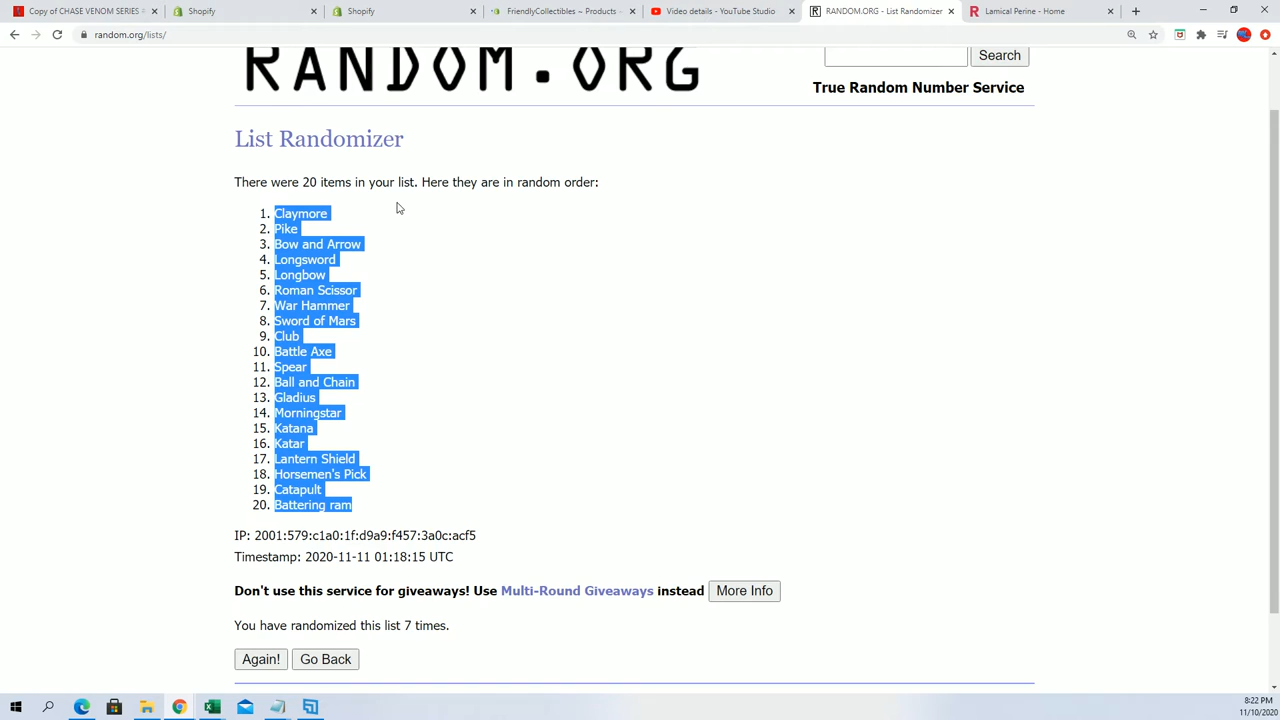 Copy of CHASE VENOM SERIES #
Shopify
Shopify
FriendlyCollectibles ~ Products ~
Video details - YouTube Studio
RANDOM.ORG - List Randomizer
Lamical Perine - Home
random.org/lists/
RANDOM.ORG
Search
True Random Number Service
List Randomizer
There were 20 items in your list. Here they are in random order:
1. Claymore
2. Pike
3. Bow and Arrow
4. Longsword
5. Longbow
6. Roman Scissor
7. War Hammer
8. Sword of Mars
9. Club
10. Battle Axe
11. Spear
12. Ball and Chain
13. Gladius
14. Morningstar
15. Katana
16. Katar
17. Lantern Shield
18. Horsemen's Pick
19. Catapult
20. Battering ram
IP: 2001:579:c1a0:1f:d9a9:f457:3a0c:acf5
Timestamp: 2020-11-11 01:18:15 UTC
Don't use this service for giveaways! Use Multi-Round Giveaways instead More Info
You have randomized this list 7 times.
Again! Go Back
8:22 PM
11/10/2020